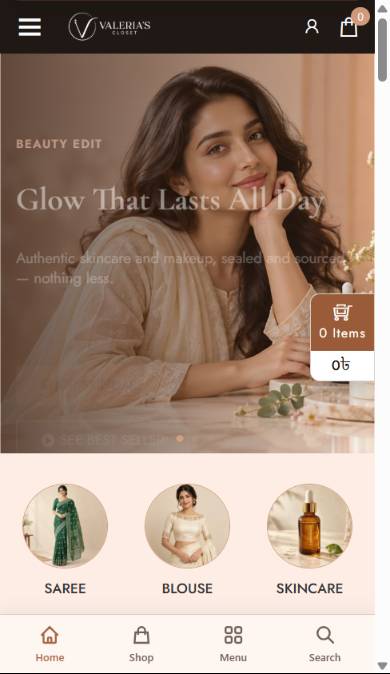 VALERIA'S
CLOSET
0
BEAUTY EDIT
Glow That Lasts All Day
Authentic skincare and makeup, sealed and sourced
— nothing less.
0 Items
0৳
SEE BEST SELLERS
SAREE
BLOUSE
SKINCARE
Home
Shop
Menu
Search